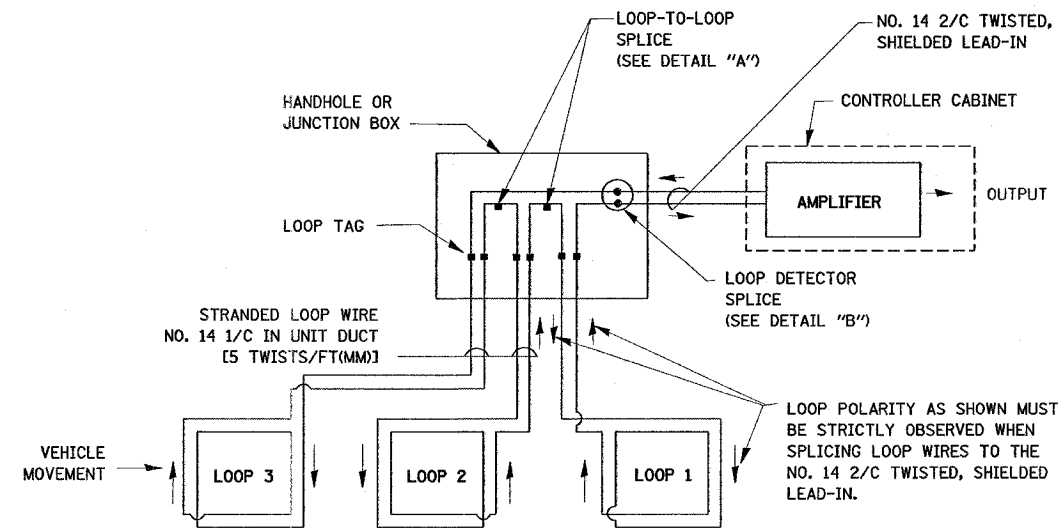 LOOP-TO-LOOP
SPLICE
(SEE DETAIL "A")
NO. 14 2/C TWISTED,
SHIELDED LEAD-IN
HANDHOLE OR
JUNCTION BOX
CONTROLLER CABINET
AMPLIFIER
OUTPUT
LOOP TAG
LOOP DETECTOR
SPLICE
(SEE DETAIL "B")
STRANDED LOOP WIRE
NO. 14 1/C IN UNIT DUCT
[5 TWISTS/FT(MM)]
LOOP POLARITY AS SHOWN MUST
BE STRICTLY OBSERVED WHEN
SPLICING LOOP WIRES TO THE
NO. 14 2/C TWISTED, SHIELDED
LEAD-IN.
VEHICLE
MOVEMENT
LOOP 3
LOOP 2
LOOP 1